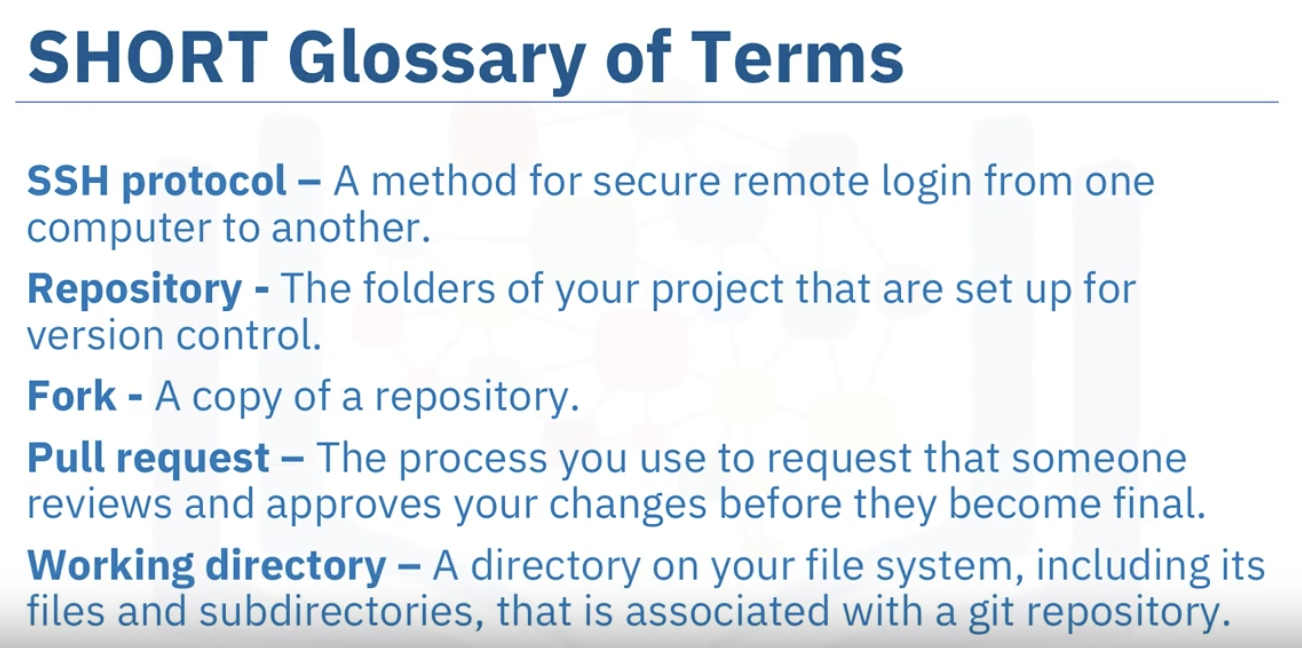 SHORT Glossary of Terms
SSH protocol – A method for secure remote login from one
computer to another.
Repository - The folders of your project that are set up for
version control.
Fork - A copy of a repository.
Pull request – The process you use to request that someone
reviews and approves your changes before they become final.
Working directory – A directory on your file system, including its
files and subdirectories, that is associated with a git repository.